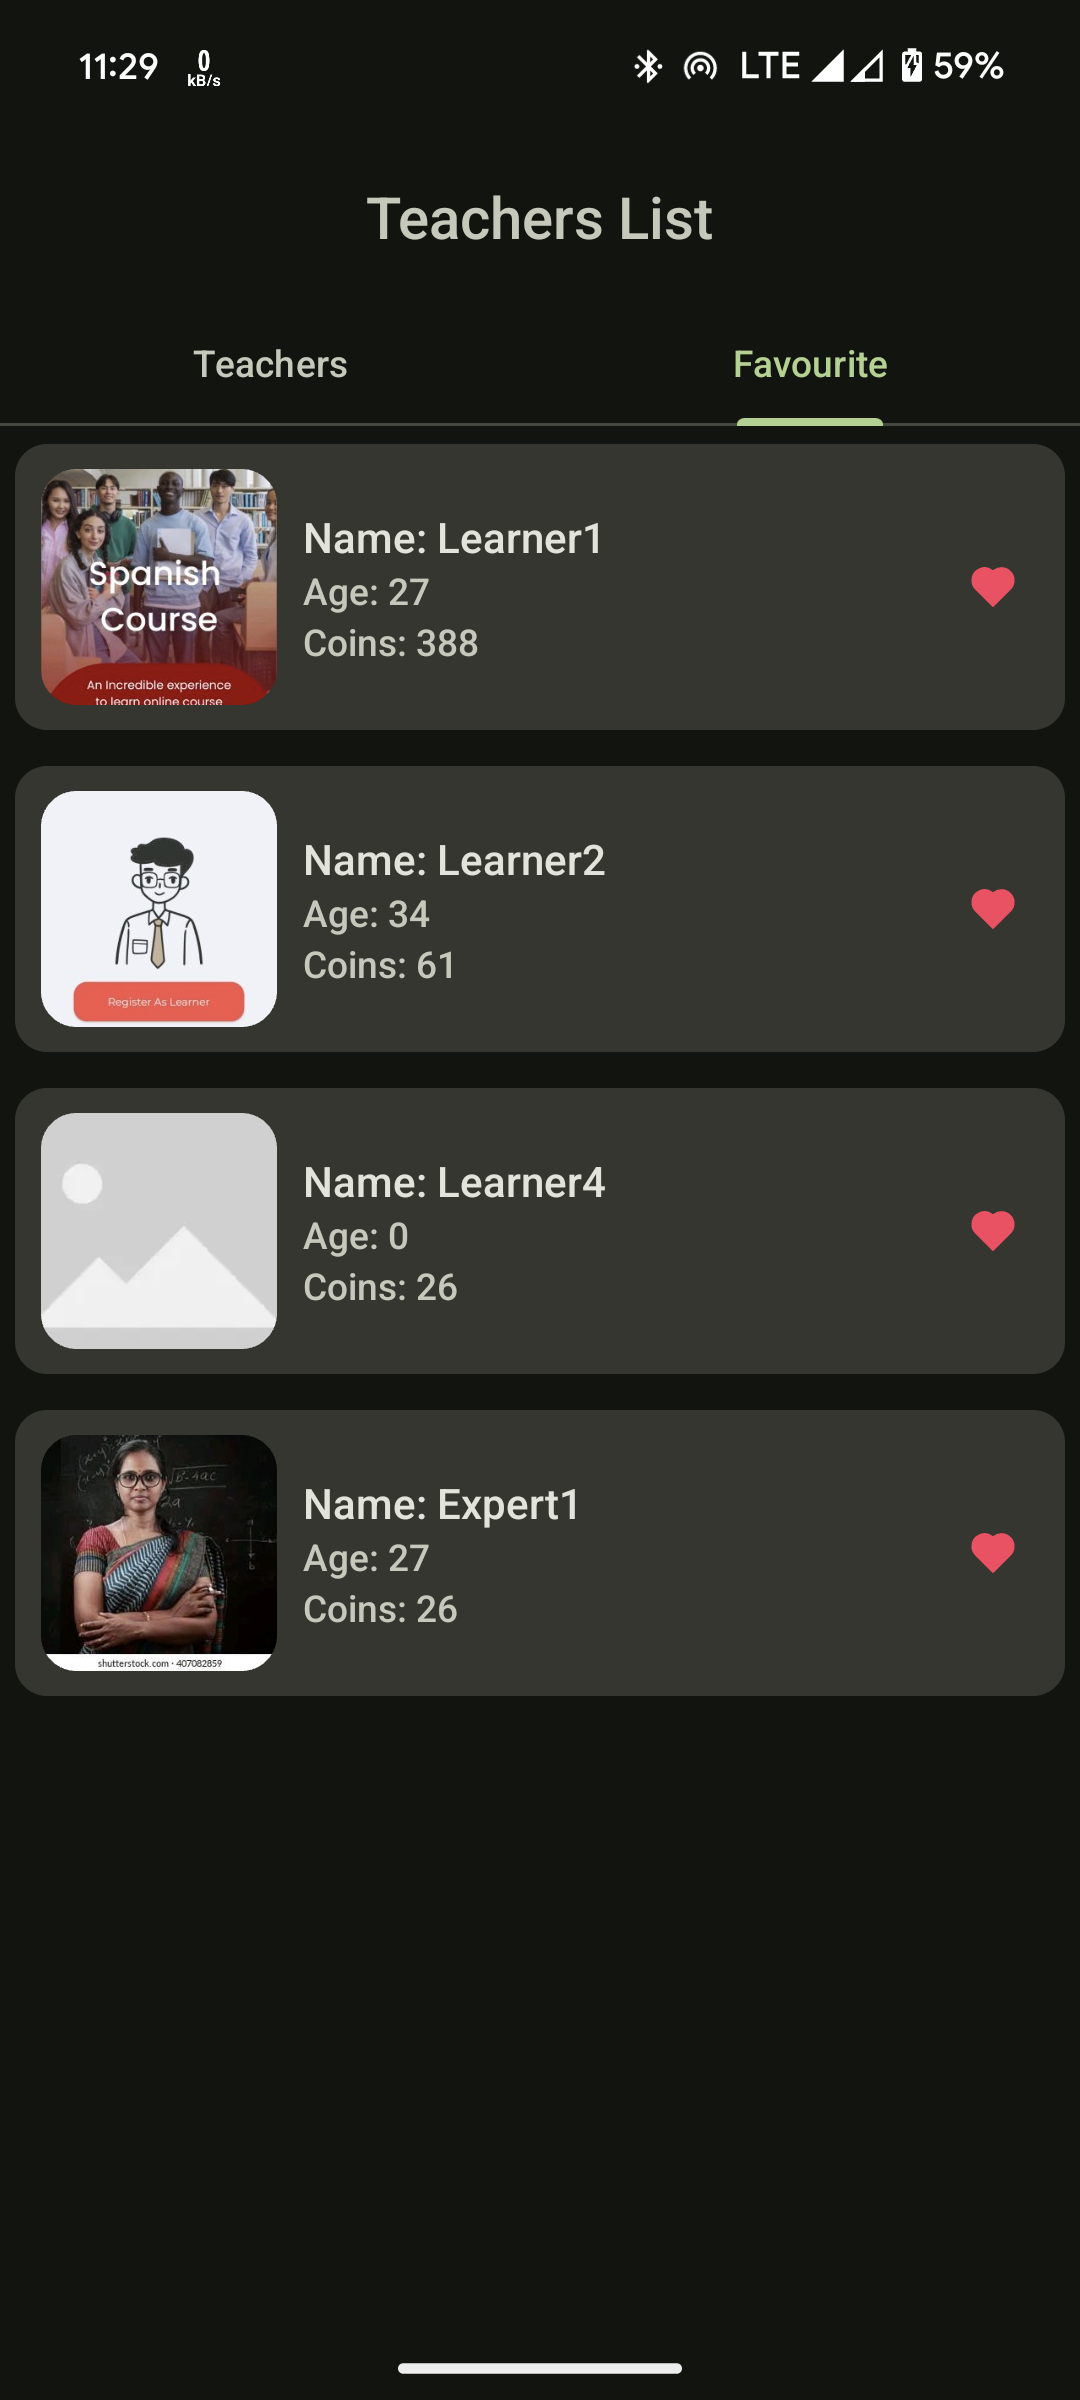 11:29
0
kB/s
LTE
59%
Teachers List
Teachers
Favourite
Spanish
Course
An Incredible experience
to learn online course
Name: Learner1
Age: 27
Coins: 388
Register As Learner
Name: Learner2
Age: 34
Coins: 61
Name: Learner4
Age: 0
Coins: 26
shutterstock.com · 407082859
Name: Expert1
Age: 27
Coins: 26